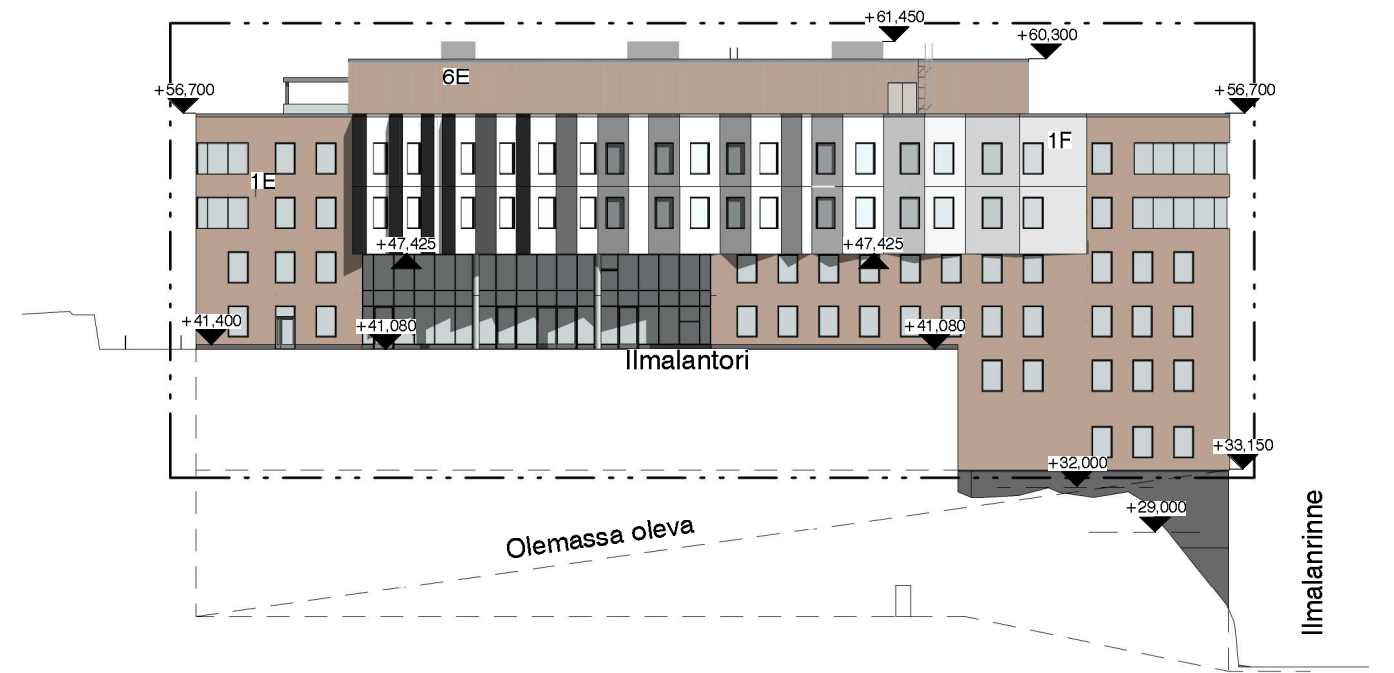 +61,450
+60,300
6E
+56,700
+56,700
1F
1E
+47,425
+47,425
+41,400
+41,080
+41,080
Ilmalantori
+33,150
+32,000
+29,000
Olemassa oleva
Ilmalanrinne